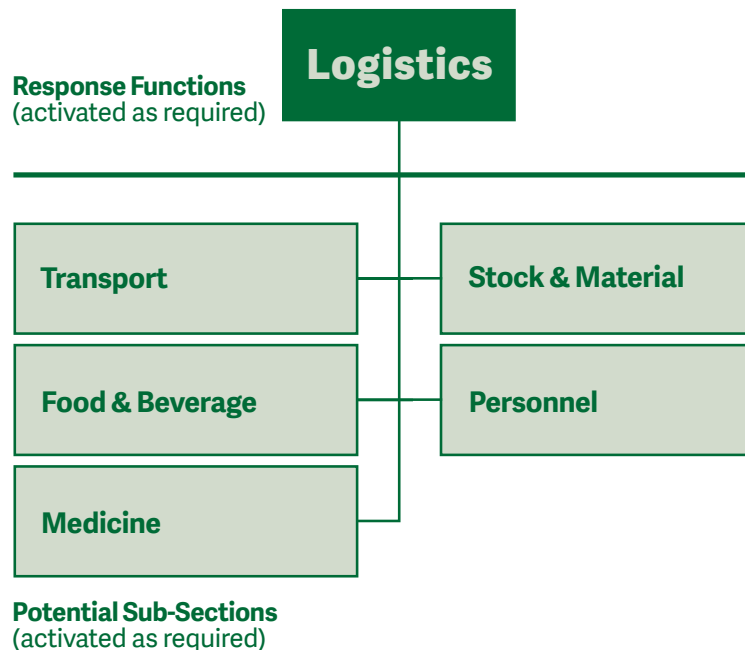 Logistics
Response Functions
(activated as required)
Transport
Stock & Material
Food & Beverage
Personnel
Medicine
Potential Sub-Sections
(activated as required)